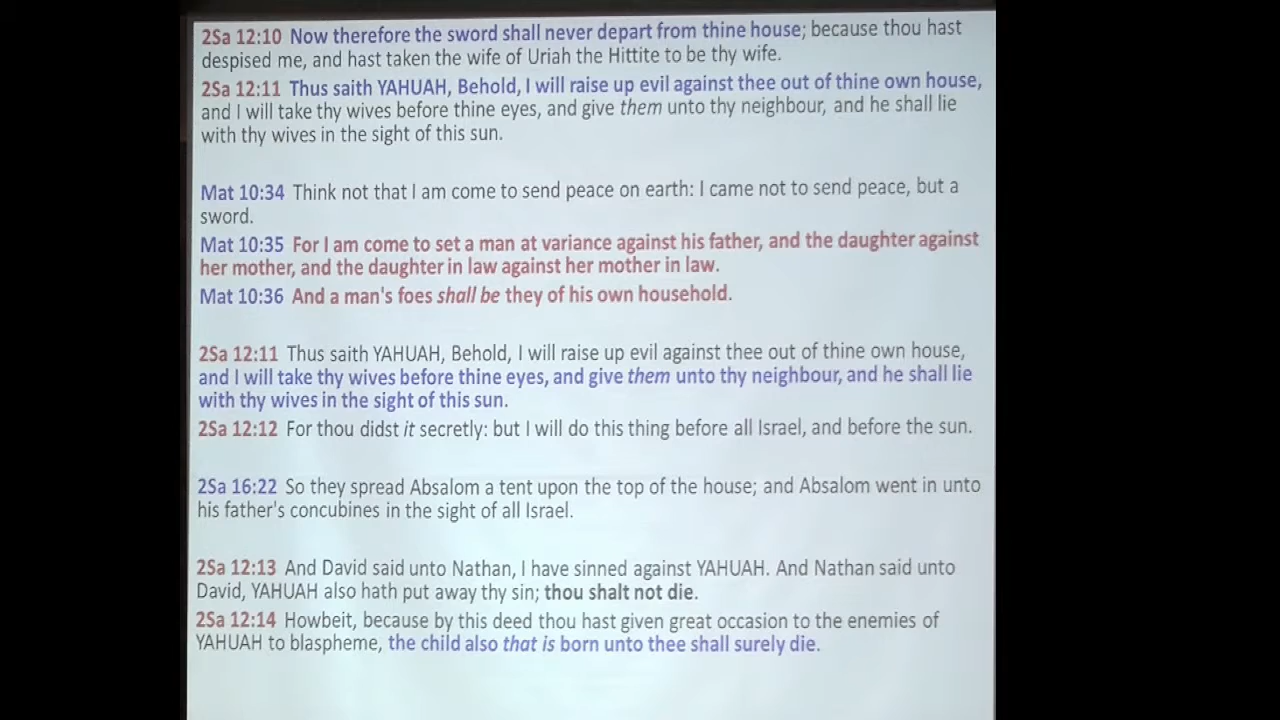 2Sa 12:10 Now therefore the sword shall never depart from thine house; because thou hast
despised me, and hast taken the wife of Uriah the Hittite to be thy wife.
2Sa 12:11 Thus saith YAHUAH, Behold, I will raise up evil against thee out of thine own house,
and I will take thy wives before thine eyes, and give them unto thy neighbour, and he shall lie
with thy wives in the sight of this sun.
Mat 10:34 Think not that I am come to send peace on earth: I came not to send peace, but a
sword.
Mat 10:35 For I am come to set a man at variance against his father, and the daughter against
her mother, and the daughter in law against her mother in law.
Mat 10:36 And a man's foes shall be they of his own household.
2Sa 12:11 Thus saith YAHUAH, Behold, I will raise up evil against thee out of thine own house,
and I will take thy wives before thine eyes, and give them unto thy neighbour, and he shall lie
with thy wives in the sight of this sun.
2Sa 12:12 For thou didst it secretly: but I will do this thing before all Israel, and before the sun.
2Sa 16:22 So they spread Absalom a tent upon the top of the house; and Absalom went in unto
his father's concubines in the sight of all Israel.
2Sa 12:13 And David said unto Nathan, I have sinned against YAHUAH. And Nathan said unto
David, YAHUAH also hath put away thy sin; thou shalt not die.
2Sa 12:14 Howbeit, because by this deed thou hast given great occasion to the enemies of
YAHUAH to blaspheme, the child also that is born unto thee shall surely die.